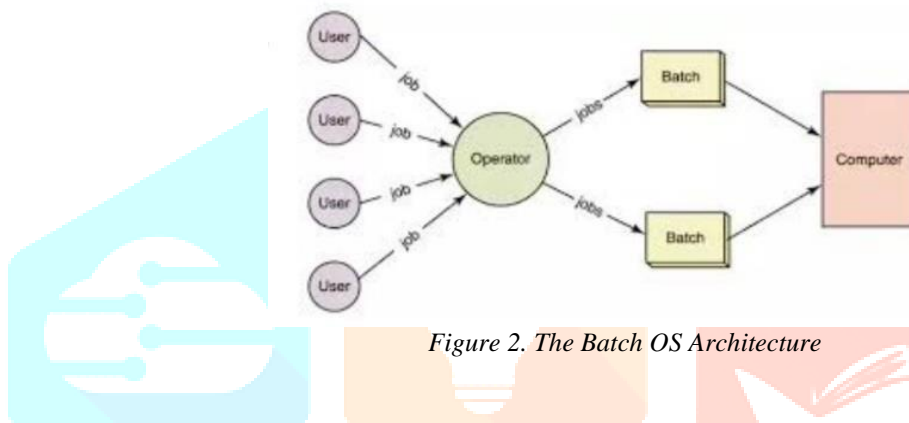 User
job
User
job
User
job
User
job
Operator
jobs
Batch
jobs
Batch
Computer
Figure 2. The Batch OS Architecture